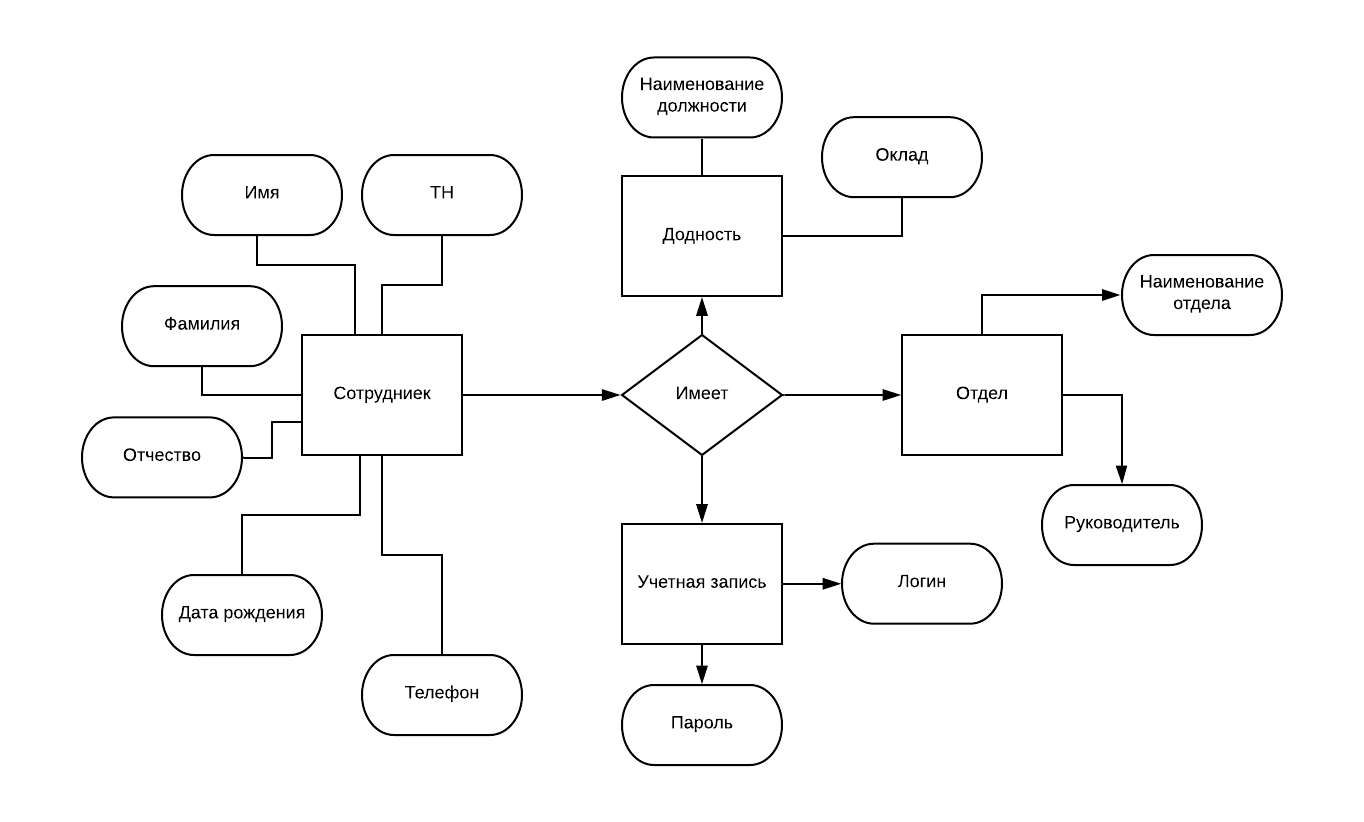 Наименование
должности
Оклад
Имя
ТН
Додность
Наименование
отдела
Фамилия
Сотрудниек
Имеет
Отдел
Отчество
Руководитель
Учетная запись
Логин
Дата рождения
Телефон
Пароль